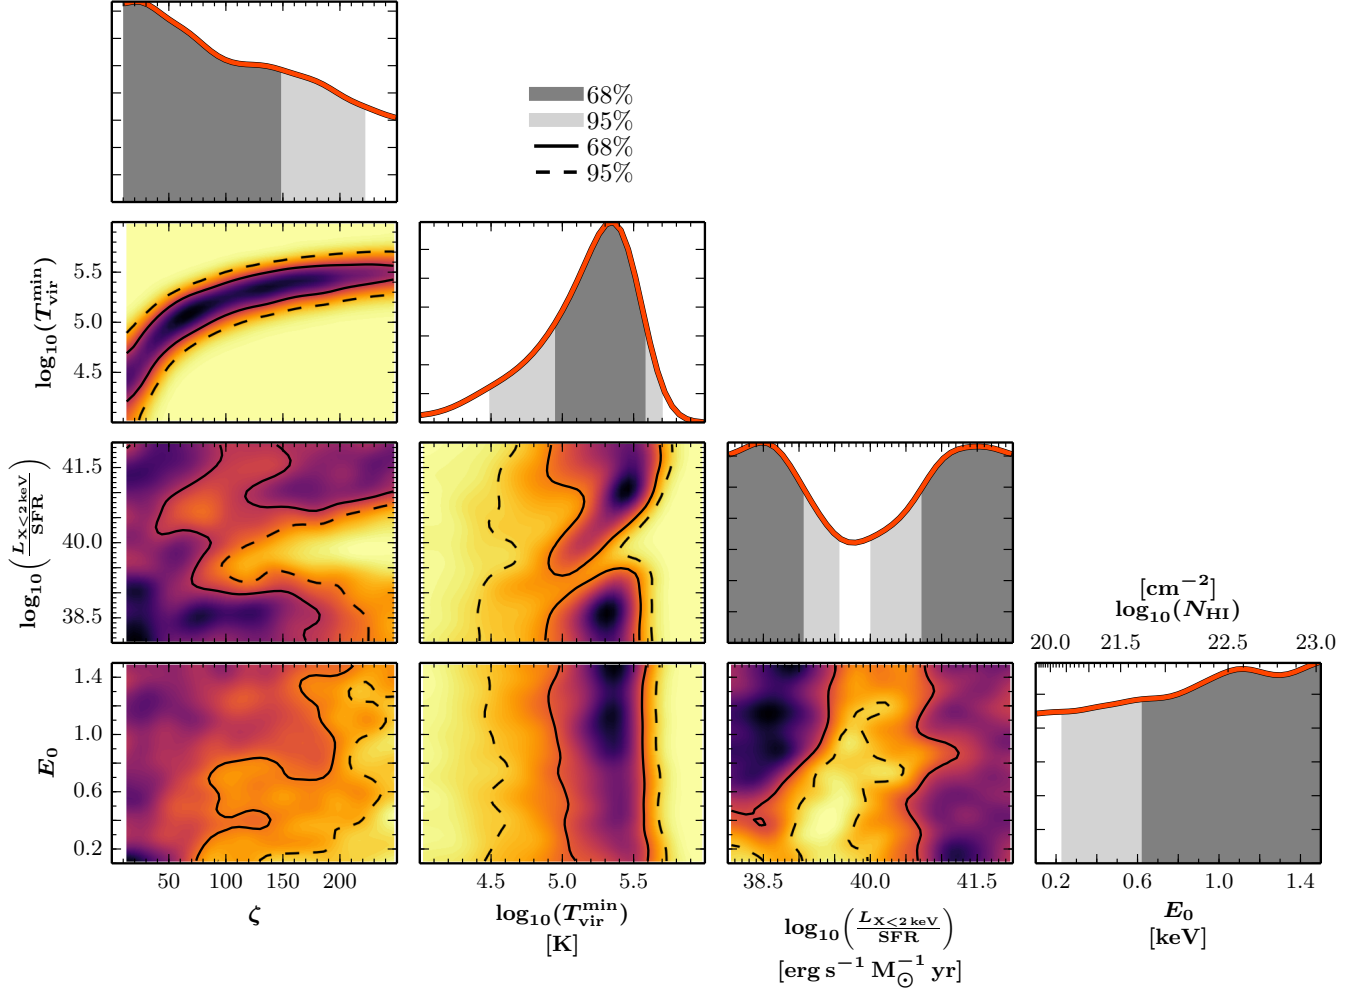 68%
95%
68%
95%
log₁₀(T_vir^min)
5.5
5.0
4.5
log₁₀(L_X<2 keV/SFR)
41.5
40.0
38.5
[cm⁻²]
log₁₀(N_HI)
20.0 21.5 22.5 23.0
E₀
1.4
1.0
0.6
0.2
50 100 150 200
4.5 5.0 5.5
38.5 40.0 41.5
0.2 0.6 1.0 1.4
ζ
log₁₀(T_vir^min)
[K]
log₁₀(L_X<2 keV/SFR)
[erg s⁻¹ M_⊙⁻¹ yr]
E₀
[keV]